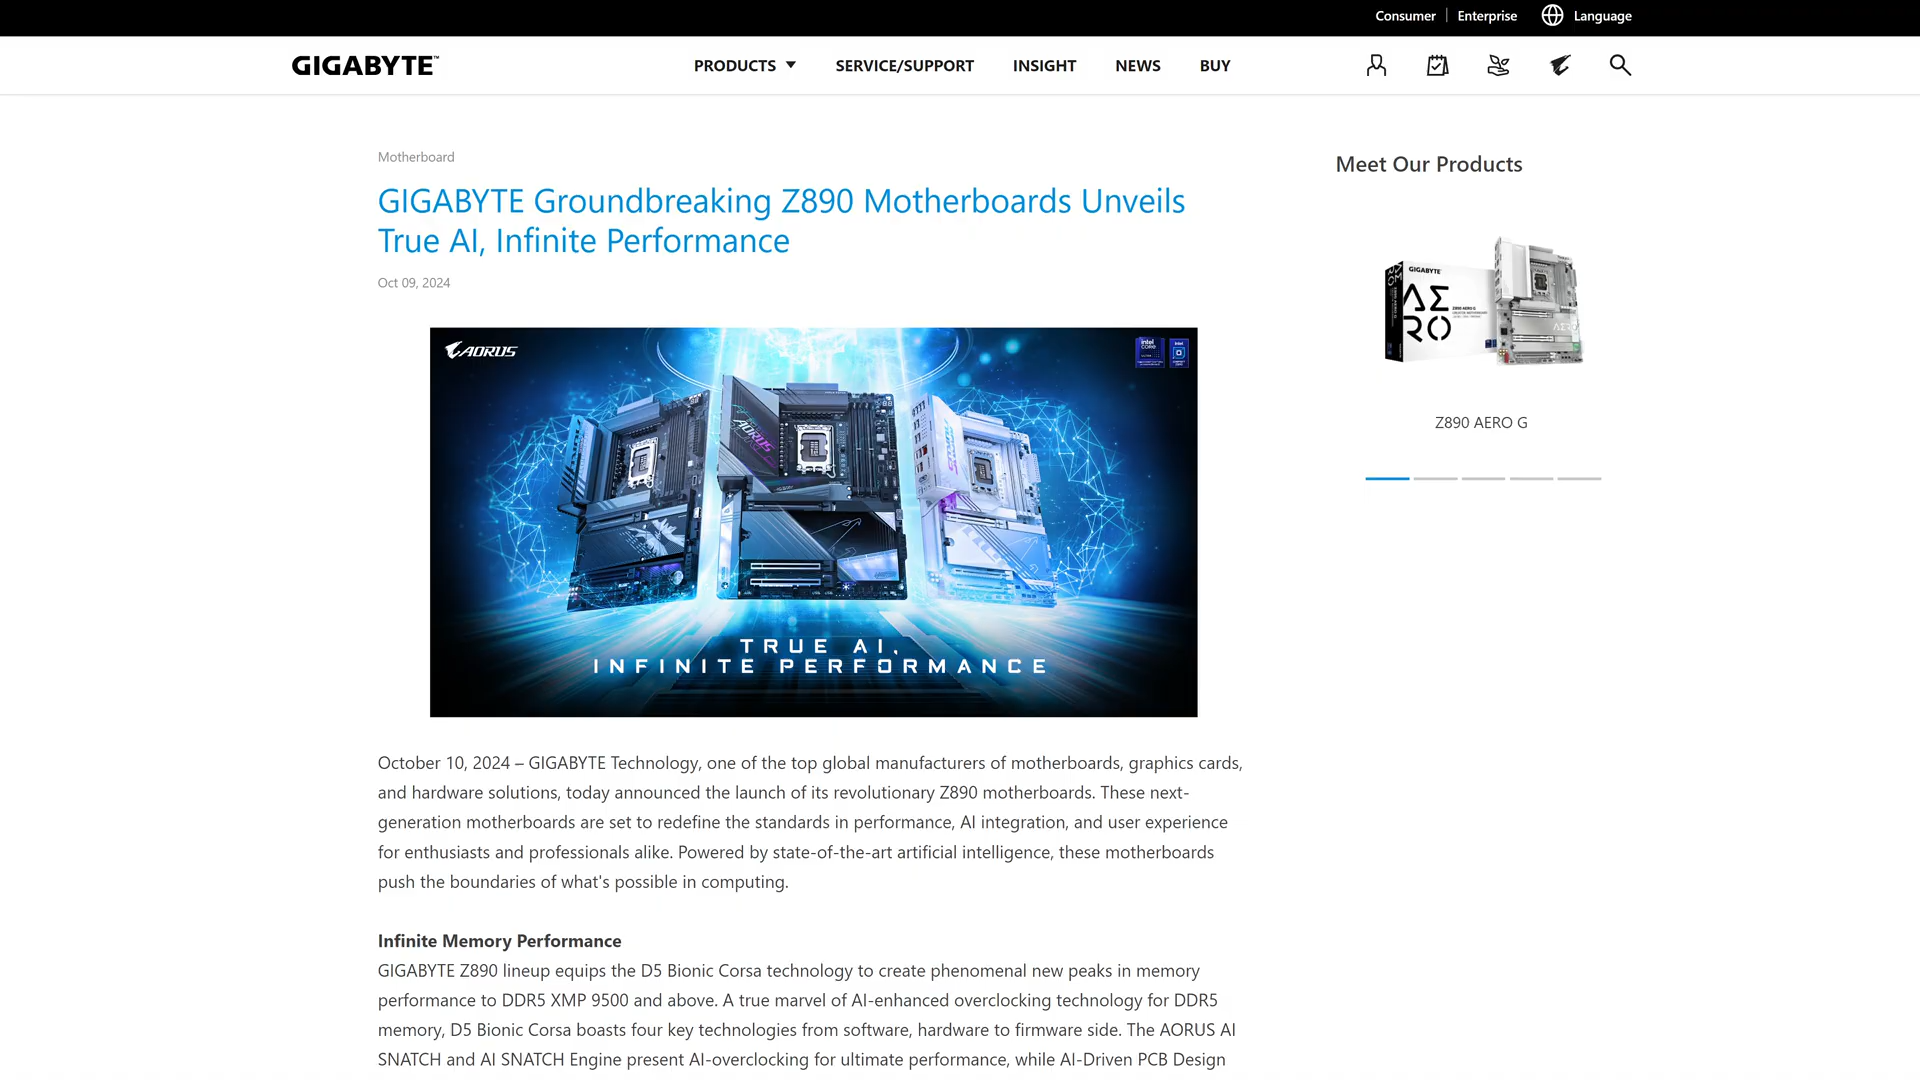 Consumer
Enterprise
Language
GIGABYTE™
PRODUCTS
SERVICE/SUPPORT
INSIGHT
NEWS
BUY
Motherboard
GIGABYTE Groundbreaking Z890 Motherboards Unveils
True AI, Infinite Performance
Oct 09, 2024
AORUS
intel
CORE
intel
AORUS
TRUE AI,
INFINITE PERFORMANCE
October 10, 2024 – GIGABYTE Technology, one of the top global manufacturers of motherboards, graphics cards,
and hardware solutions, today announced the launch of its revolutionary Z890 motherboards. These next-
generation motherboards are set to redefine the standards in performance, AI integration, and user experience
for enthusiasts and professionals alike. Powered by state-of-the-art artificial intelligence, these motherboards
push the boundaries of what's possible in computing.
Infinite Memory Performance
GIGABYTE Z890 lineup equips the D5 Bionic Corsa technology to create phenomenal new peaks in memory
performance to DDR5 XMP 9500 and above. A true marvel of AI-enhanced overclocking technology for DDR5
memory, D5 Bionic Corsa boasts four key technologies from software, hardware to firmware side. The AORUS AI
SNATCH and AI SNATCH Engine present AI-overclocking for ultimate performance, while AI-Driven PCB Design
Meet Our Products
GIGABYTE
AERO
Z890 AERO G
Z890 AERO G